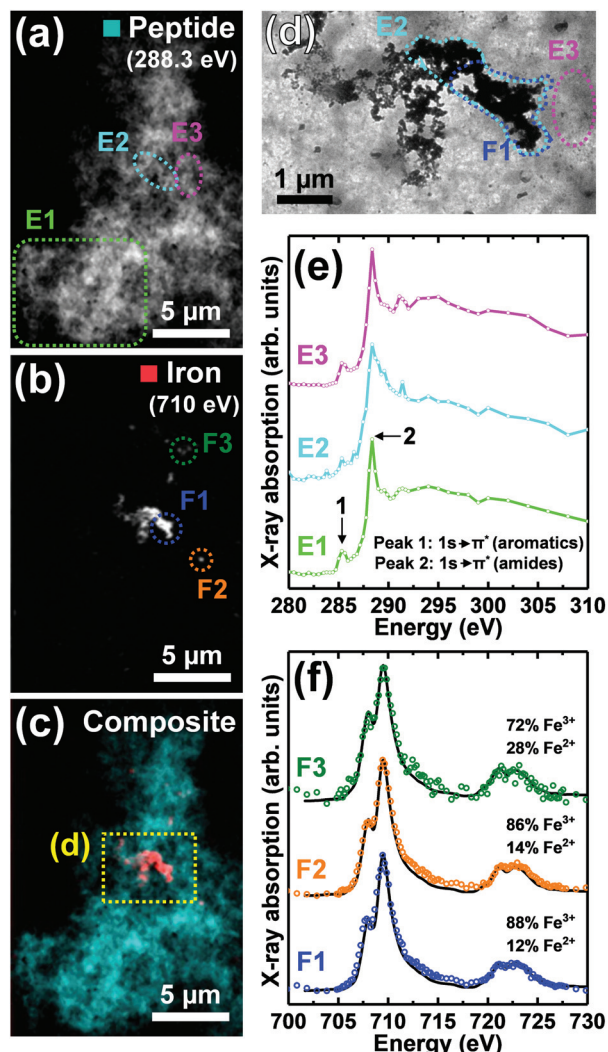 (a)
Peptide
(288.3 eV)
E2
E3
E1
5 μm
(b)
Iron
(710 eV)
F3
F1
F2
5 μm
(c)
Composite
(d)
5 μm
(d)
E2
E3
F1
1 μm
(e)
X-ray absorption (arb. units)
E3
E2
2
1
E1
Peak 1: 1s→π* (aromatics)
Peak 2: 1s→π* (amides)
280 285 290 295 300 305 310
Energy (eV)
(f)
X-ray absorption (arb. units)
F3
72% Fe³⁺
28% Fe²⁺
F2
86% Fe³⁺
14% Fe²⁺
F1
88% Fe³⁺
12% Fe²⁺
700 705 710 715 720 725 730
Energy (eV)